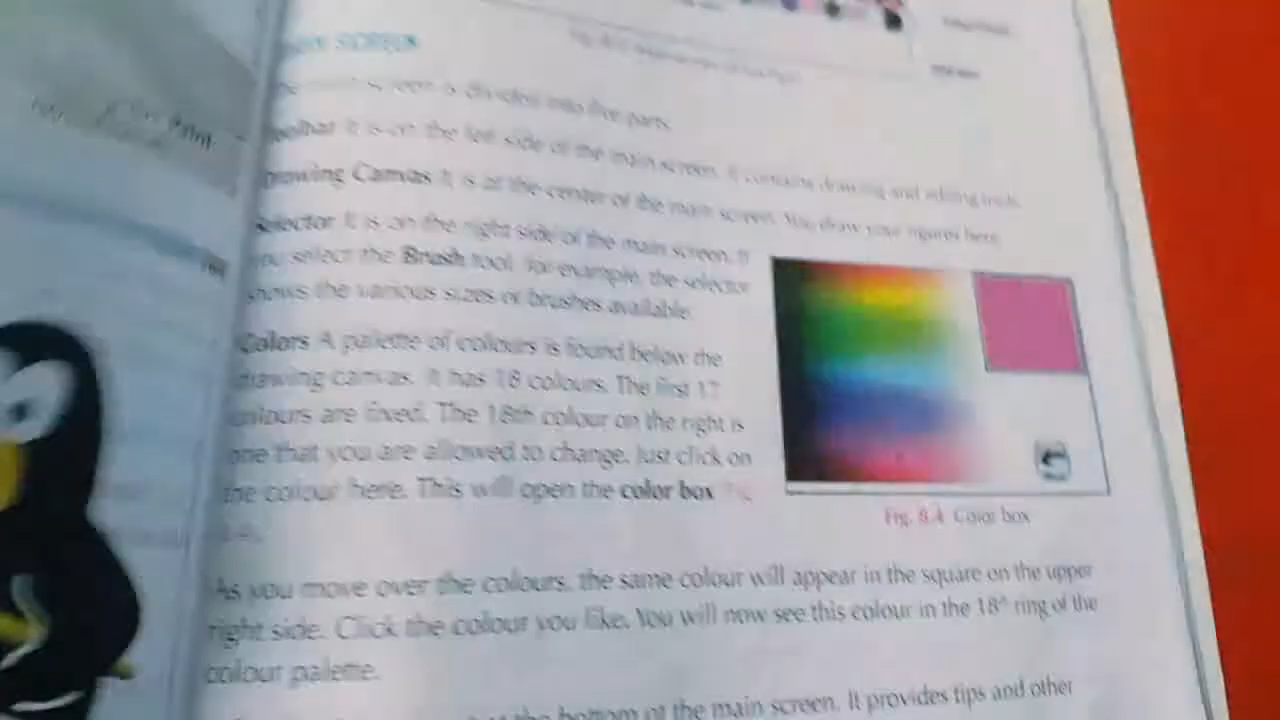 Print
SCREEN
screen is divided into five parts.
Toolbar It is on the left side of the main screen. It contains drawing and editing tools.
Drawing Canvas It is at the center of the main screen. You draw your figures here.
Selector It is on the right side of the main screen. If
you select the Brush tool, for example, the selector
shows the various sizes of brushes available.
Colors A palette of colours is found below the
drawing canvas. It has 18 colours. The first 17
colours are fixed. The 18th colour on the right is
one that you are allowed to change. Just click on
the colour here. This will open the color box
Fig. 8.4 Color box
As you move over the colours, the same colour will appear in the square on the upper
right side. Click the colour you like. You will now see this colour in the 18th ring of the
colour palette.
the bottom of the main screen. It provides tips and other